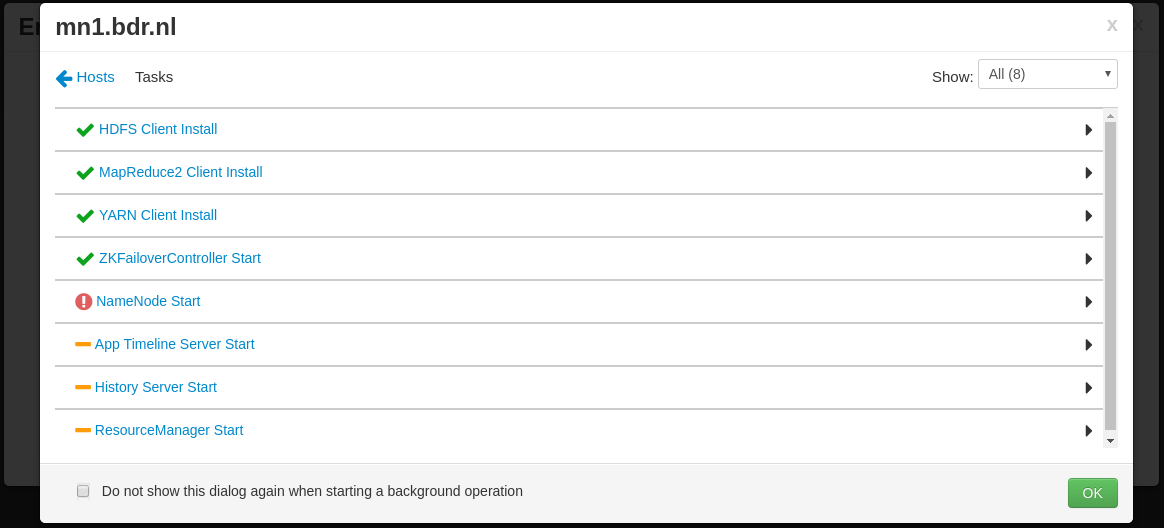 mn1.bdr.nl
x
x
Hosts Tasks Show: All (8)
HDFS Client Install
MapReduce2 Client Install
YARN Client Install
ZKFailoverController Start
NameNode Start
App Timeline Server Start
History Server Start
ResourceManager Start
Do not show this dialog again when starting a background operation
OK